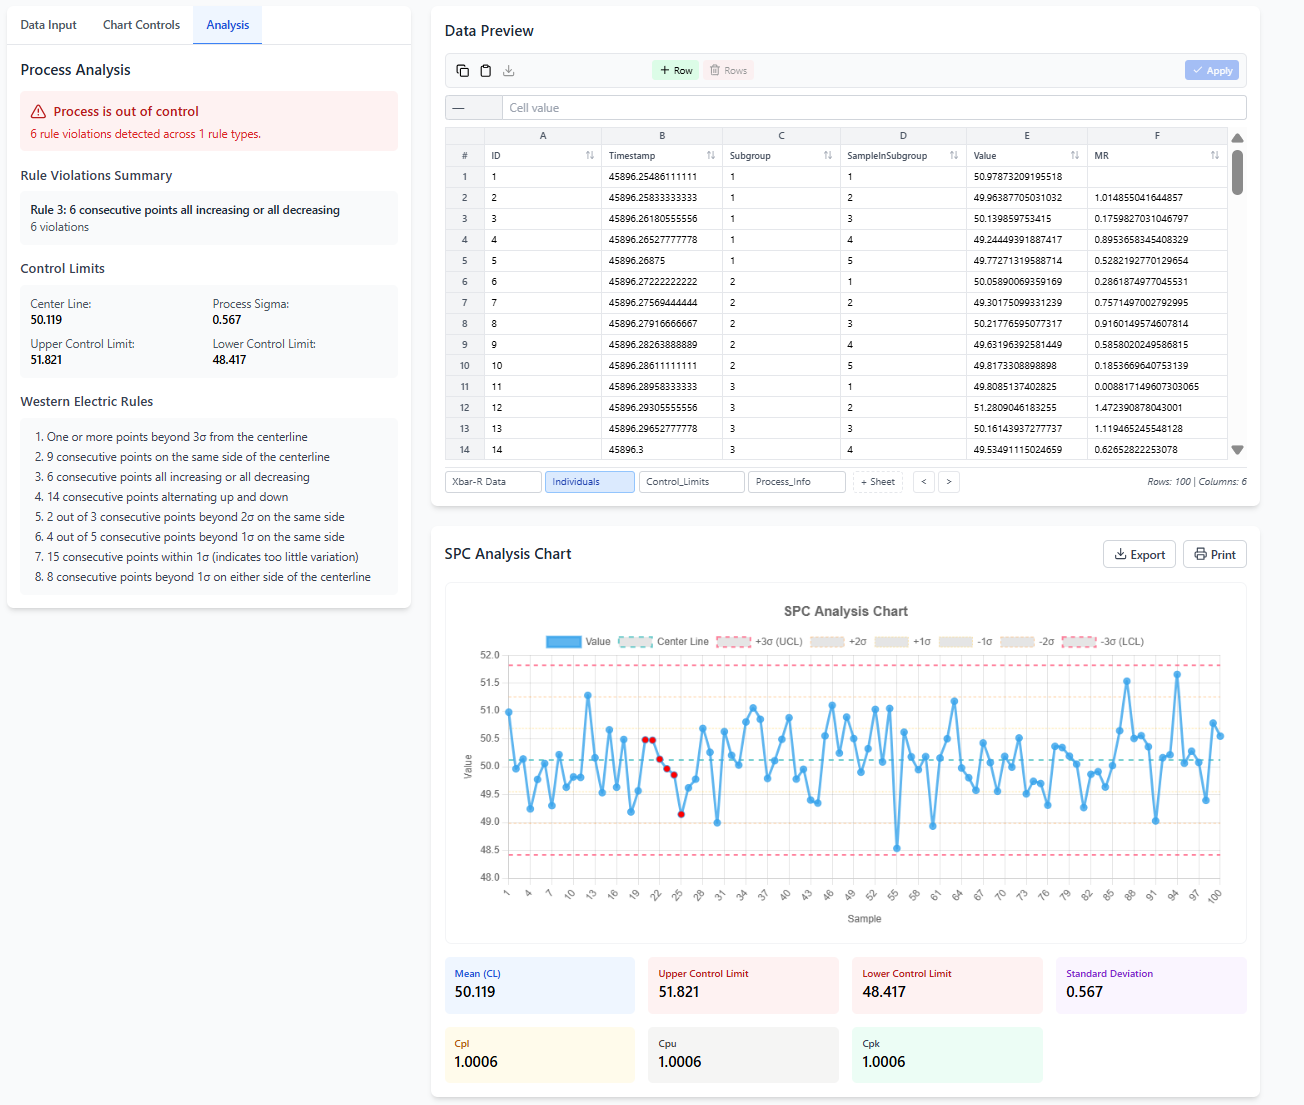 Data Input Chart Controls Analysis
Process Analysis
Process is out of control
6 rule violations detected across 1 rule types.
Rule Violations Summary
Rule 3: 6 consecutive points all increasing or all decreasing
6 violations
Control Limits
Center Line: Process Sigma:
50.119 0.567
Upper Control Limit: Lower Control Limit:
51.821 48.417
Western Electric Rules
1. One or more points beyond 3σ from the centerline
2. 9 consecutive points on the same side of the centerline
3. 6 consecutive points all increasing or all decreasing
4. 14 consecutive points alternating up and down
5. 2 out of 3 consecutive points beyond 2σ on the same side
6. 4 out of 5 consecutive points beyond 1σ on the same side
7. 15 consecutive points within 1σ (indicates too little variation)
8. 8 consecutive points beyond 1σ on either side of the centerline
Data Preview
+ Row Rows Apply
— Cell value
A B C D E F
# ID Timestamp Subgroup SampleInSubgroup Value MR
1 1 45896.25486111111 1 1 50.97873209195518
2 2 45896.25833333333 1 2 49.96387705031032 1.014855041644857
3 3 45896.26180555556 1 3 50.139859753415 0.1759827031046797
4 4 45896.26527777778 1 4 49.24449391887417 0.8953658345408329
5 5 45896.26875 1 5 49.77271319588714 0.5282192770129654
6 6 45896.27222222222 2 1 50.05890069359169 0.2861874977045531
7 7 45896.27569444444 2 2 49.30175099331239 0.7571497002792995
8 8 45896.27916666667 2 3 50.21776595077317 0.9160149574607814
9 9 45896.28263888889 2 4 49.63196392581449 0.5858020249586815
10 10 45896.28611111111 2 5 49.8173308898898 0.1853669640753139
11 11 45896.28958333333 3 1 49.8085137402825 0.008817149607303065
12 12 45896.29305555556 3 2 51.2809046183255 1.472390878043001
13 13 45896.29652777778 3 3 50.16143937277737 1.119465245548128
14 14 45896.3 3 4 49.53491115024659 0.62652822253078
Xbar-R Data Individuals Control_Limits Process_Info + Sheet < > Rows: 100 | Columns: 6
SPC Analysis Chart Export Print
SPC Analysis Chart
Value Center Line +3σ (UCL) +2σ +1σ -1σ -2σ -3σ (LCL)
52.0
51.5
51.0
50.5
50.0
49.5
49.0
48.5
48.0
Value
1 4 7 10 13 16 19 22 25 28 31 34 37 40 43 46 49 52 55 58 61 64 67 70 73 76 79 82 85 88 91 94 97 100
Sample
Mean (CL) Upper Control Limit Lower Control Limit Standard Deviation
50.119 51.821 48.417 0.567
Cpl Cpu Cpk
1.0006 1.0006 1.0006